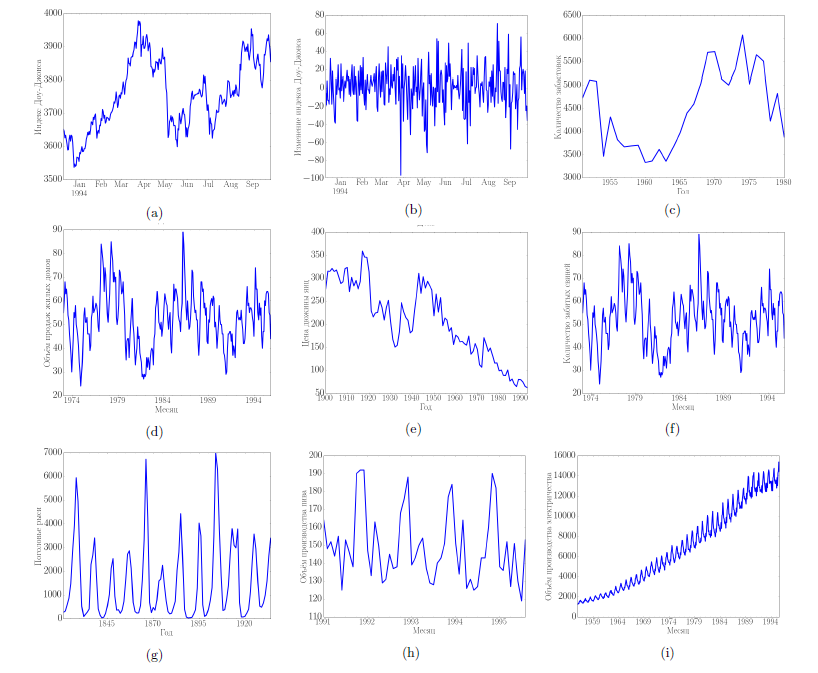 4000
3900
3800
3700
3600
3500
Индекс Доу-Джонса
Jan Feb Mar Apr May Jun Jul Aug Sep
1994
(a)
80
60
40
20
0
−20
−40
−60
−80
−100
Изменение индекса Доу-Джонса
Jan Feb Mar Apr May Jun Jul Aug Sep
1994
(b)
6500
6000
5500
5000
4500
4000
3500
3000
Количество забастовок
1955 1960 1965 1970 1975 1980
Год
(c)
90
80
70
60
50
40
30
20
Объём продаж жилых домов
1974 1979 1984 1989 1994
Месяц
(d)
400
350
300
250
200
150
100
50
Цена дюжины яиц
1900 1910 1920 1930 1940 1950 1960 1970 1980 1990
Год
(e)
90
80
70
60
50
40
30
20
Количество забитых свиней
1974 1979 1984 1989 1994
Месяц
(f)
7000
6000
5000
4000
3000
2000
1000
0
рыси
1845 1870 1895 1920
Год
(g)
200
190
180
170
160
150
140
130
120
110
Объём производства пива
1991 1992 1993 1994 1995
Месяц
(h)
16000
14000
12000
10000
8000
6000
4000
2000
0
Объём производства электричества
1959 1964 1969 1974 1979 1984 1989 1994
Месяц
(i)